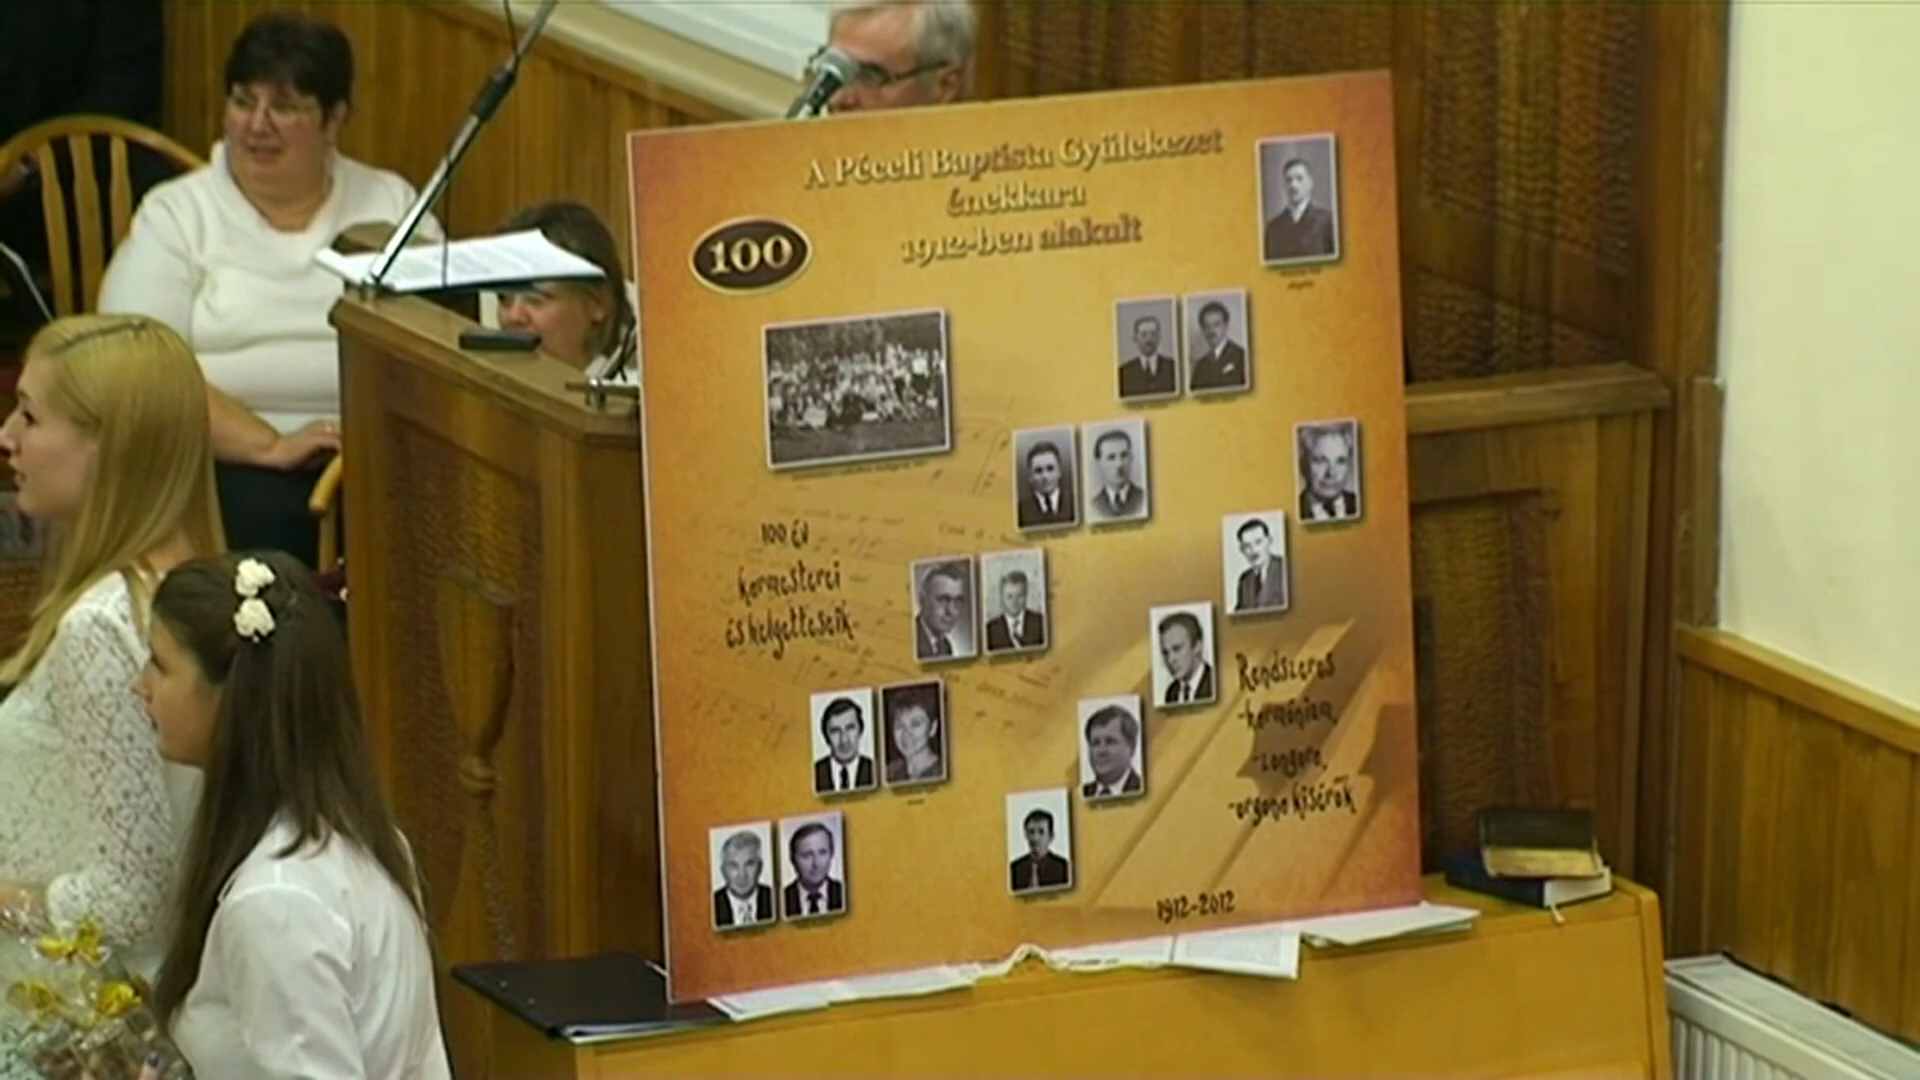 A Péceli Baptista Gyülekezet
énekkara
1912-ben alakult
100
100 év
karmesterei
és helyetteseik
Rendszeres
-harmónium,
-zongora,
-orgona kísérők
1912-2012